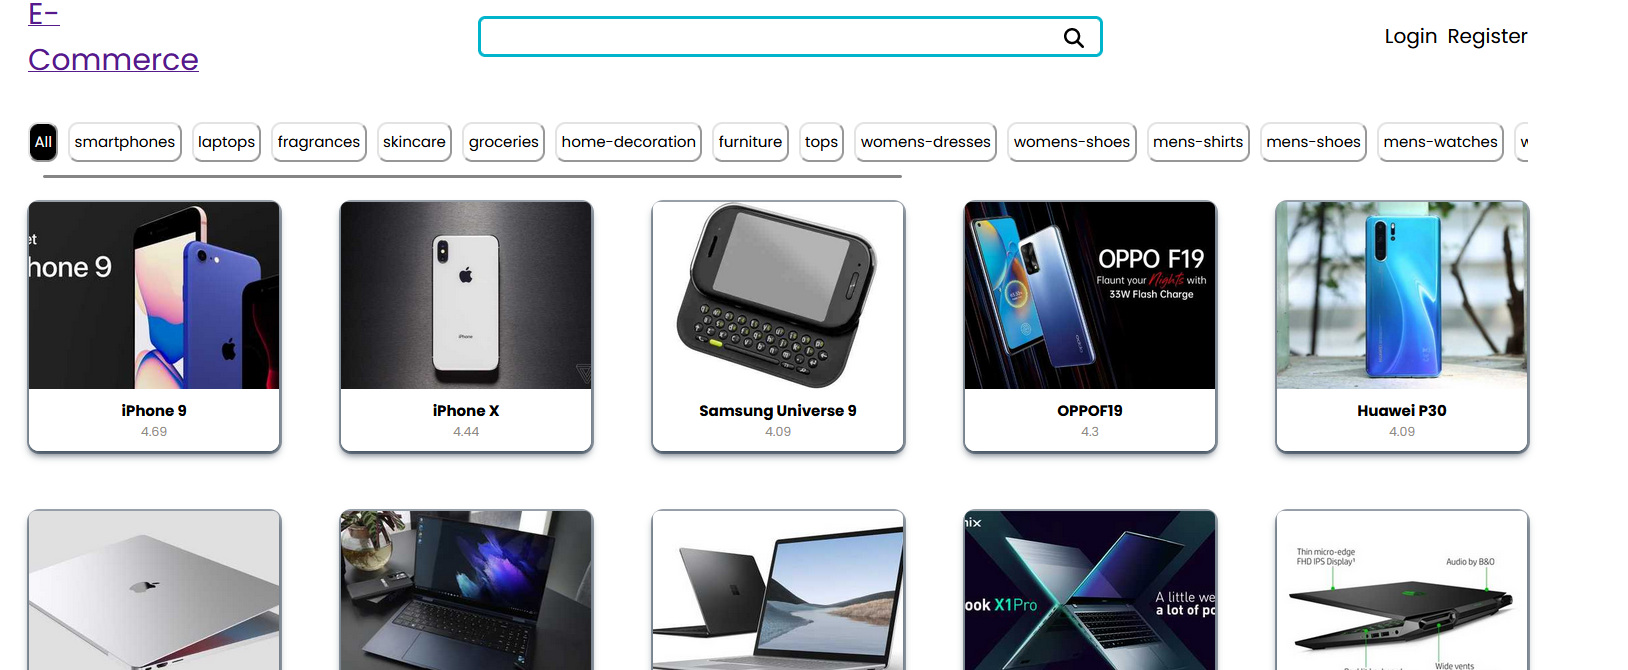 E-
Commerce
Login Register
All smartphones laptops fragrances skincare groceries home-decoration furniture tops womens-dresses womens-shoes mens-shirts mens-shoes mens-watches
et
hone 9
iPhone
OPPO F19
Flaunt your Nights with
33W Flash Charge
iPhone 9
4.69
iPhone X
4.44
Samsung Universe 9
4.09
OPPOF19
4.3
Huawei P30
4.09
nix
ook X1Pro
A little we
a lot of po
Thin micro-edge
FHD IPS Display¹
Audio by B&O
Wide vents